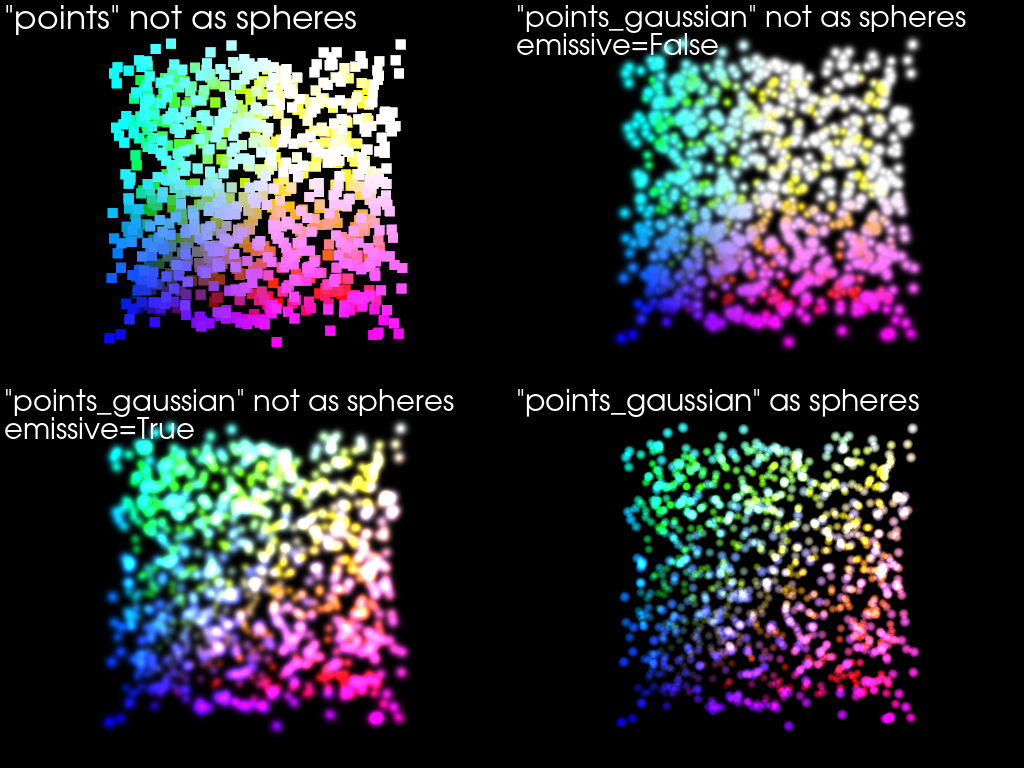 "points" not as spheres
"points_gaussian" not as spheres
emissive=False
"points_gaussian" not as spheres
emissive=True
"points_gaussian" as spheres